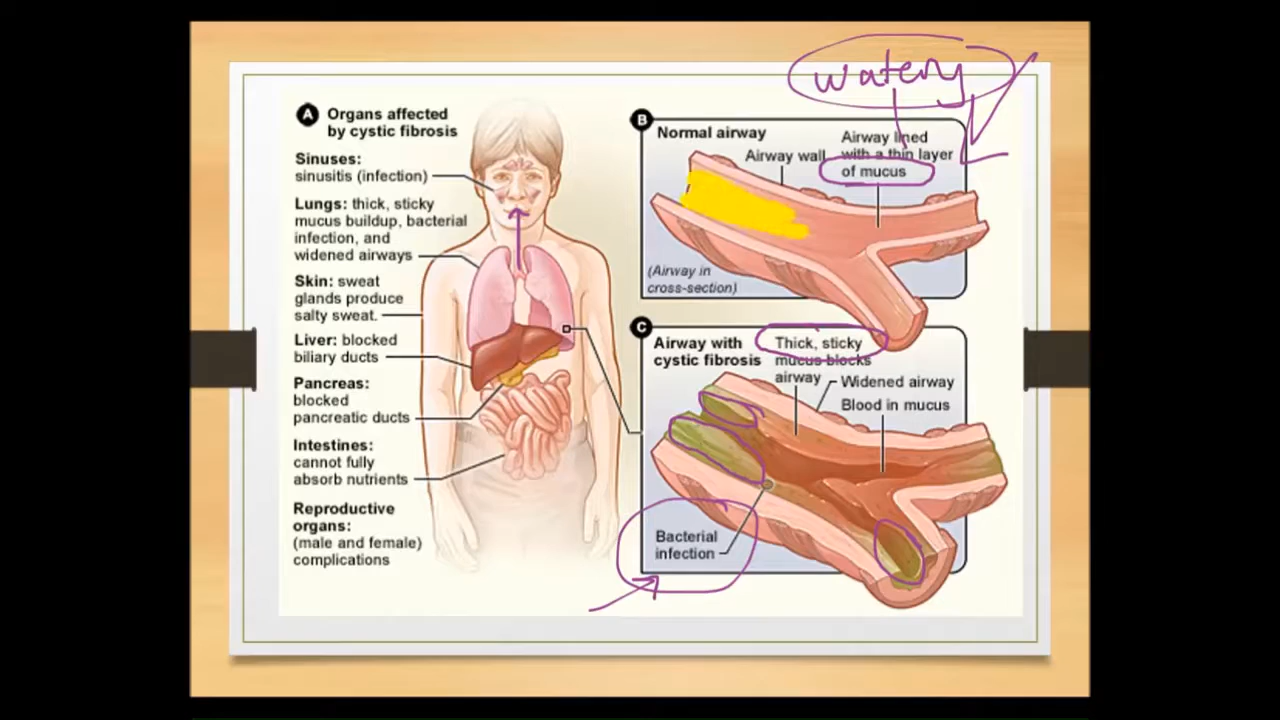 watery
A Organs affected
by cystic fibrosis
Sinuses:
sinusitis (infection)
Lungs: thick, sticky
mucus buildup, bacterial
infection, and
widened airways
Skin: sweat
glands produce
salty sweat.
Liver: blocked
biliary ducts
Pancreas:
blocked
pancreatic ducts
Intestines:
cannot fully
absorb nutrients
Reproductive
organs:
(male and female)
complications
B
Normal airway
Airway wall
Airway lined
with a thin layer
of mucus
(Airway in
cross-section)
C
Airway with
cystic fibrosis
Thick, sticky
mucus blocks
airway
Widened airway
Blood in mucus
Bacterial
infection